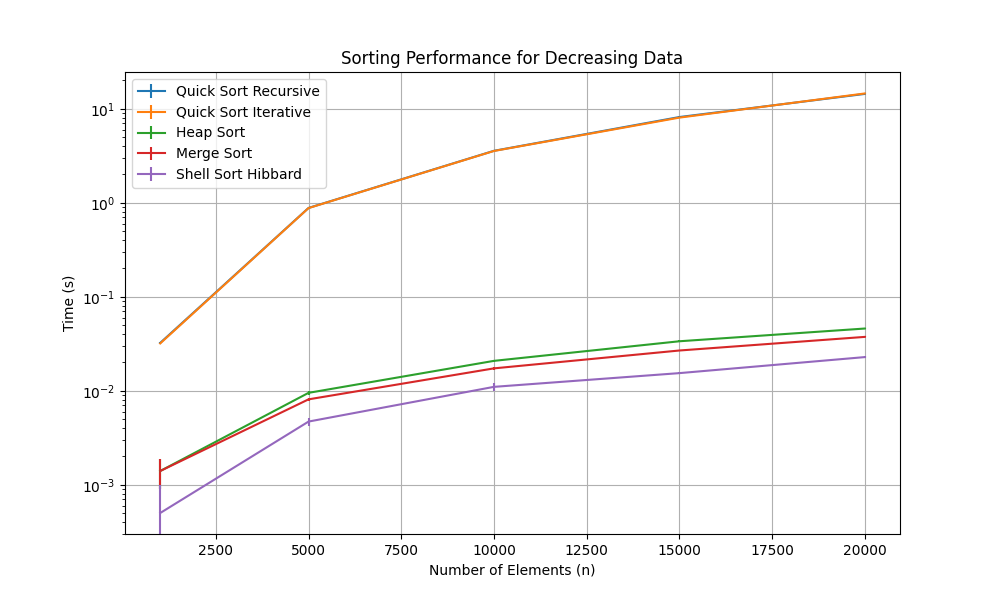 Sorting Performance for Decreasing Data
Quick Sort Recursive
Quick Sort Iterative
Heap Sort
Merge Sort
Shell Sort Hibbard
Time (s)
10¹
10⁰
10⁻¹
10⁻²
10⁻³
2500 5000 7500 10000 12500 15000 17500 20000
Number of Elements (n)